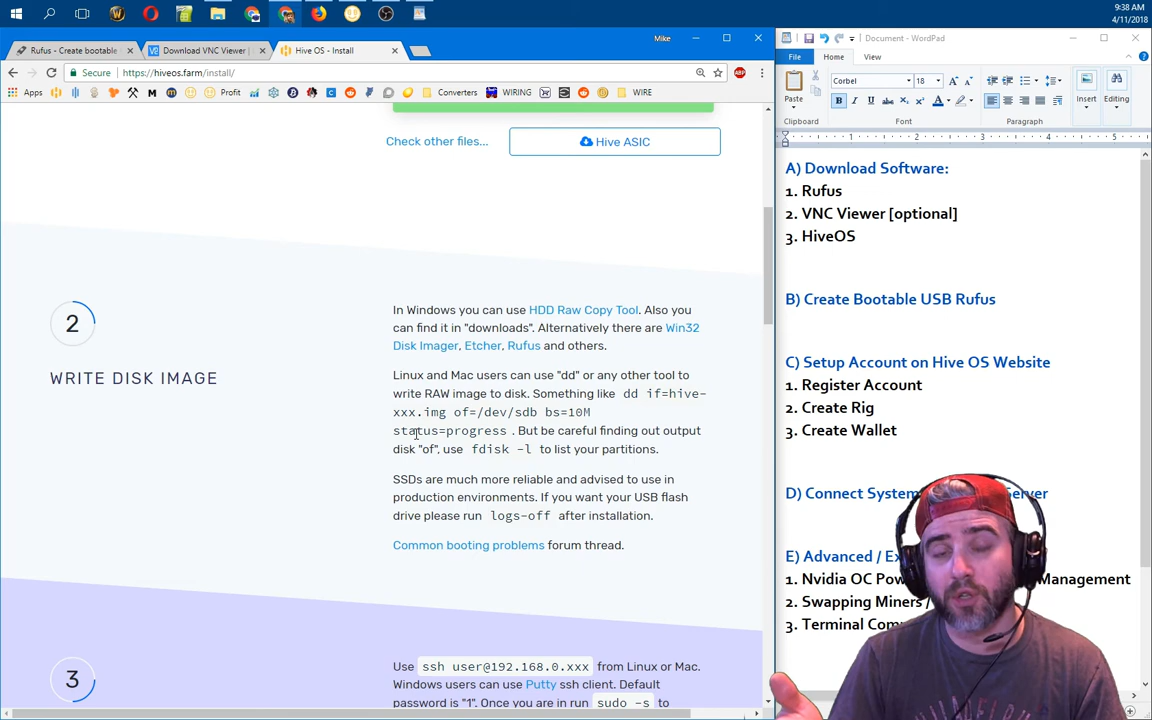 9:38 AM
4/11/2018
Rufus - Create bootable
Download VNC Viewer |
Hive OS - Install
Mike
Secure
https://hiveos.farm/install/
Apps
Profit
Converters
WIRING
WIRE
Check other files...
Hive ASIC
2
WRITE DISK IMAGE
In Windows you can use HDD Raw Copy Tool. Also you
can find it in "downloads". Alternatively there are Win32
Disk Imager, Etcher, Rufus and others.
Linux and Mac users can use "dd" or any other tool to
write RAW image to disk. Something like dd if=hive-
xxx.img of=/dev/sdb bs=10M
status=progress . But be careful finding out output
disk "of", use fdisk -l to list your partitions.
SSDs are much more reliable and advised to use in
production environments. If you want your USB flash
drive please run logs-off after installation.
Common booting problems forum thread.
3
Use ssh user@192.168.0.xxx from Linux or Mac.
Windows users can use Putty ssh client. Default
password is "1". Once you are in run sudo -s to
Document - WordPad
File
Home
View
Paste
Clipboard
Corbel
18
Font
Paragraph
Insert
Editing
1 2 3 4 5
A) Download Software:
1. Rufus
2. VNC Viewer [optional]
3. HiveOS
B) Create Bootable USB Rufus
C) Setup Account on Hive OS Website
1. Register Account
2. Create Rig
3. Create Wallet
D) Connect System Server
E) Advanced / Ex
1. Nvidia OC Pow Management
2. Swapping Miners /
3. Terminal Com